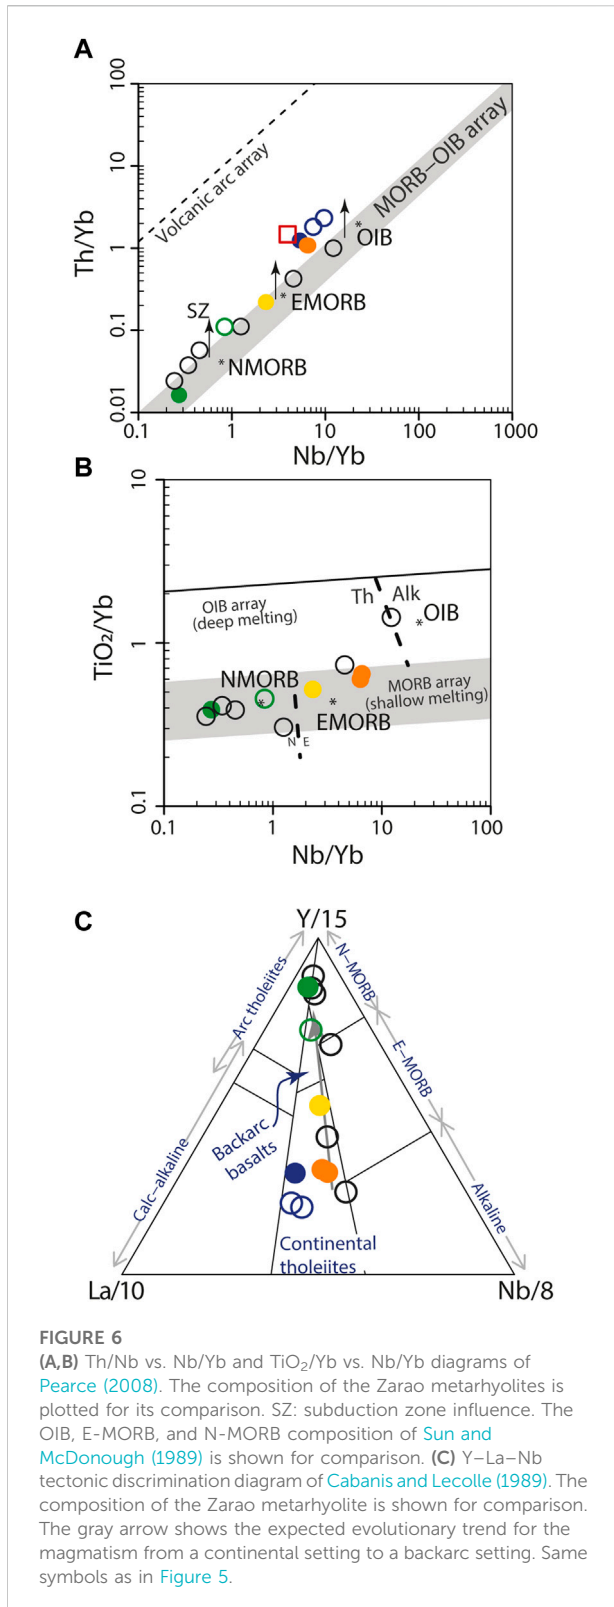 A
100
10
1
0.1
0.01
Th/Yb
Volcanic arc array
MORB–OIB array
*OIB
*EMORB
SZ
*NMORB
0.1 1 10 100 1000
Nb/Yb
B
10
1
0.1
TiO₂/Yb
OIB array
(deep melting)
Th Alk
*OIB
NMORB
*
*
EMORB
MORB array
(shallow melting)
N E
0.1 1 10 100
Nb/Yb
C
Y/15
Arc tholeiites
N–MORB
E–MORB
Backarc
basalts
Calc–alkaline
Alkaline
Continental
tholeiites
La/10
Nb/8
FIGURE 6
(A,B) Th/Nb vs. Nb/Yb and TiO₂/Yb vs. Nb/Yb diagrams of
Pearce (2008). The composition of the Zarao metarhyolites is
plotted for its comparison. SZ: subduction zone influence. The
OIB, E-MORB, and N-MORB composition of Sun and
McDonough (1989) is shown for comparison. (C) Y–La–Nb
tectonic discrimination diagram of Cabanis and Lecolle (1989). The
composition of the Zarao metarhyolite is shown for comparison.
The gray arrow shows the expected evolutionary trend for the
magmatism from a continental setting to a backarc setting. Same
symbols as in Figure 5.